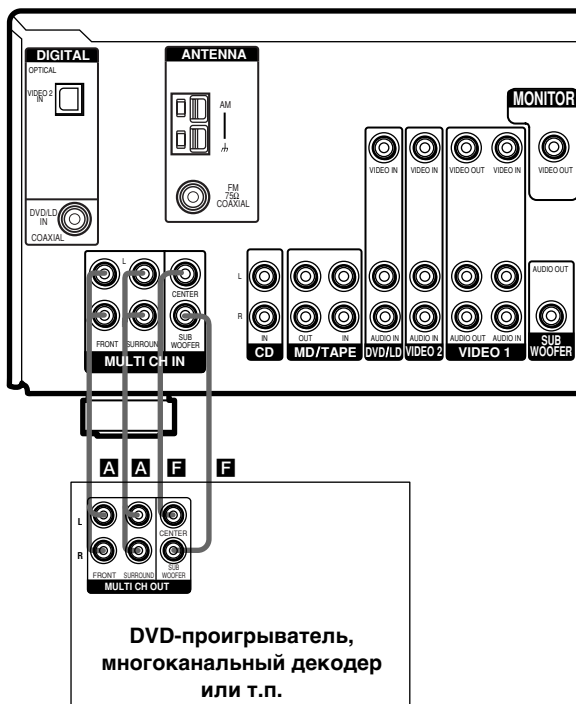 DIGITAL
OPTICAL
VIDEO 2
IN
DVD/LD
IN
COAXIAL
ANTENNA
AM
FM
75Ω
COAXIAL
MONITOR
VIDEO IN
VIDEO IN
VIDEO OUT
VIDEO IN
VIDEO OUT
L
CENTER
FRONT
SURROUND
SUB
WOOFER
MULTI CH IN
L
R
IN
CD
OUT
IN
MD/TAPE
AUDIO IN
DVD/LD
AUDIO IN
VIDEO 2
AUDIO OUT
AUDIO IN
VIDEO 1
AUDIO OUT
SUB
WOOFER
A
A
F
F
L
R
CENTER
FRONT
SURROUND
SUB
WOOFER
MULTI CH OUT
DVD-проигрыватель,
многоканальный декодер
или т.п.